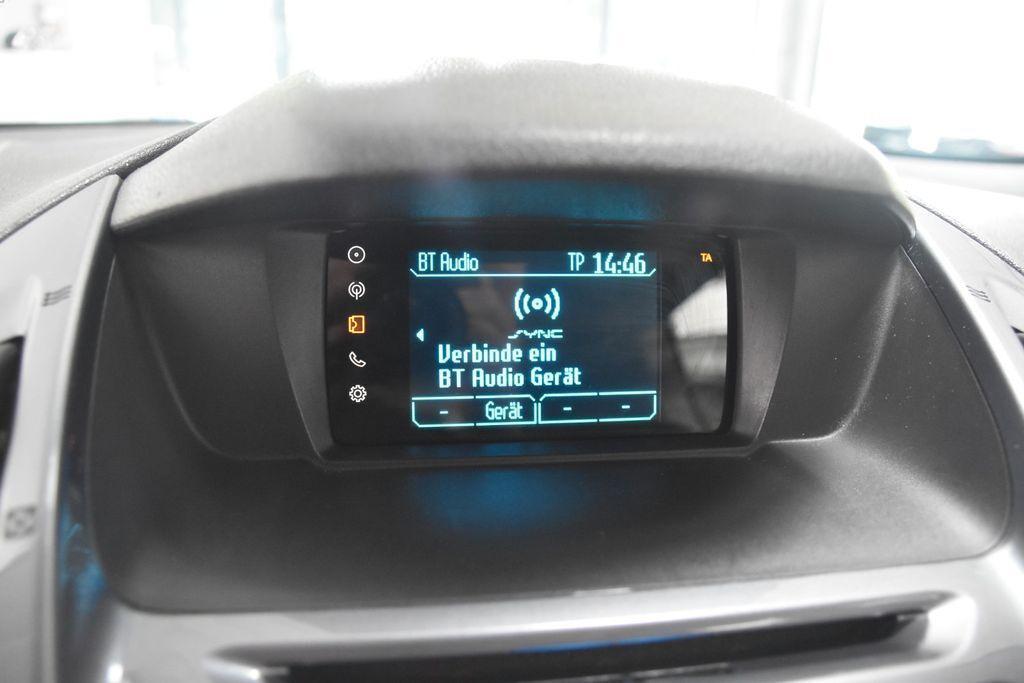 BT Audio TP 14:46 TA
SYNC
Verbinde ein
BT Audio Gerät
- Gerät - -